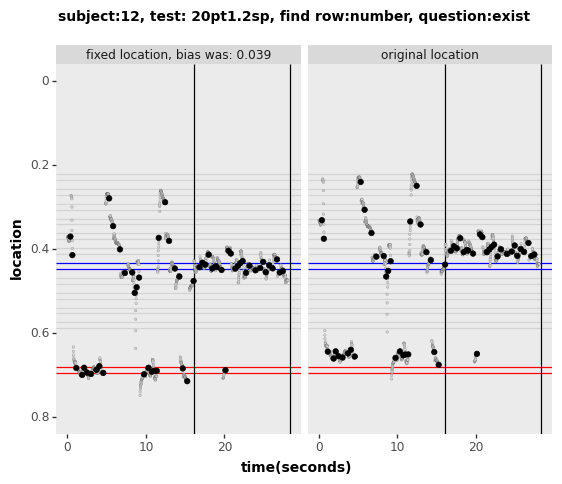 subject:12, test: 20pt1.2sp, find row:number, question:exist
fixed location, bias was: 0.039
original location
0
0.2
0.4
0.6
0.8
location
0
10
20
0
10
20
time(seconds)